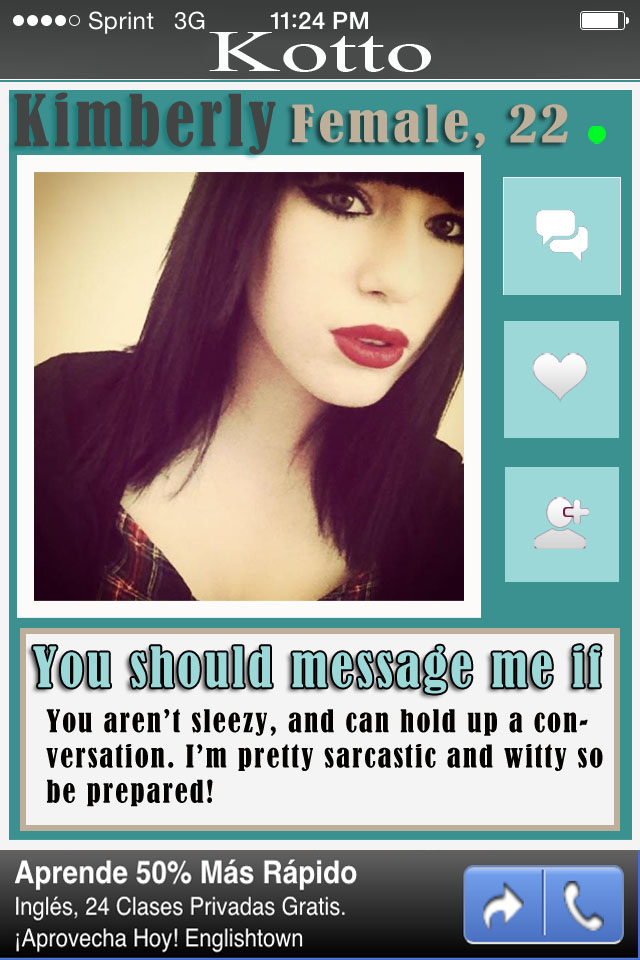 Sprint 3G 11:24 PM
Kotto
Kimberly Female, 22
You should message me if
You aren't sleezy, and can hold up a con-
versation. I'm pretty sarcastic and witty so
be prepared!
Aprende 50% Más Rápido
Inglés, 24 Clases Privadas Gratis.
¡Aprovecha Hoy! Englishtown